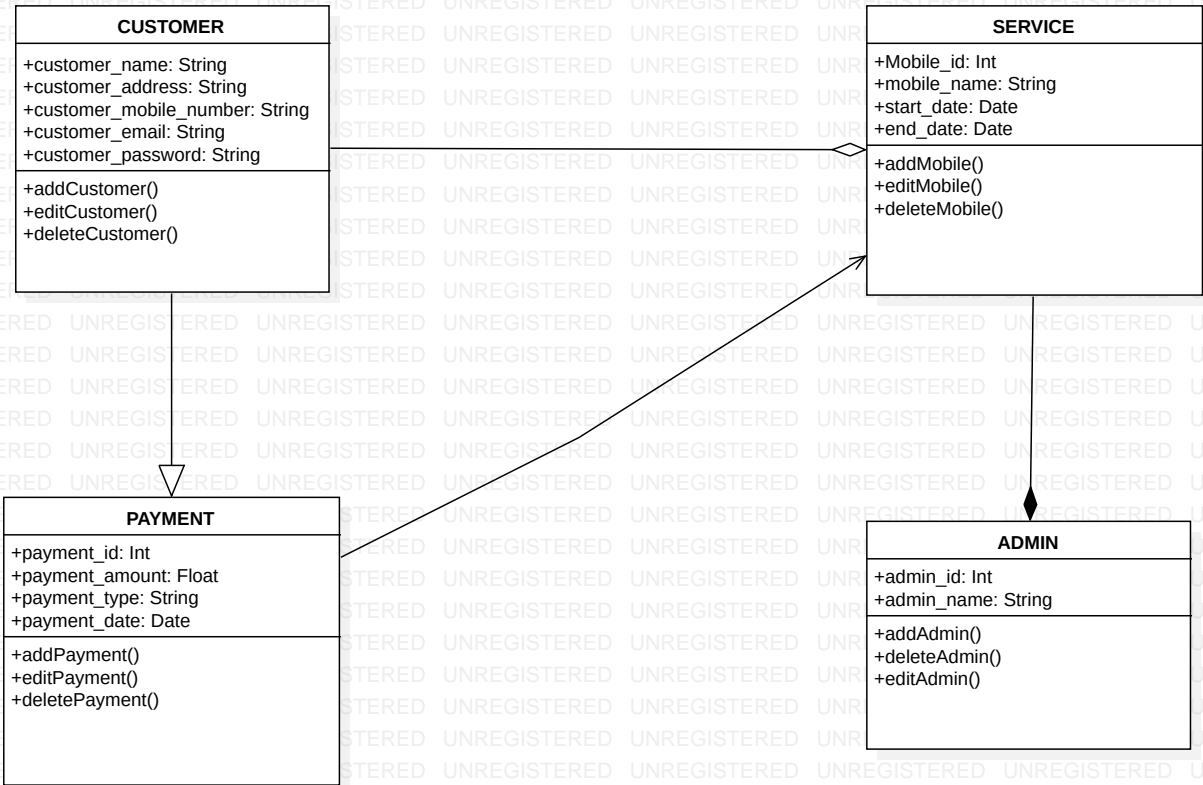 CUSTOMER
+customer_name: String
+customer_address: String
+customer_mobile_number: String
+customer_email: String
+customer_password: String
+addCustomer()
+editCustomer()
+deleteCustomer()
SERVICE
+Mobile_id: Int
+mobile_name: String
+start_date: Date
+end_date: Date
+addMobile()
+editMobile()
+deleteMobile()
PAYMENT
+payment_id: Int
+payment_amount: Float
+payment_type: String
+payment_date: Date
+addPayment()
+editPayment()
+deletePayment()
ADMIN
+admin_id: Int
+admin_name: String
+addAdmin()
+deleteAdmin()
+editAdmin()
UNREGISTERED